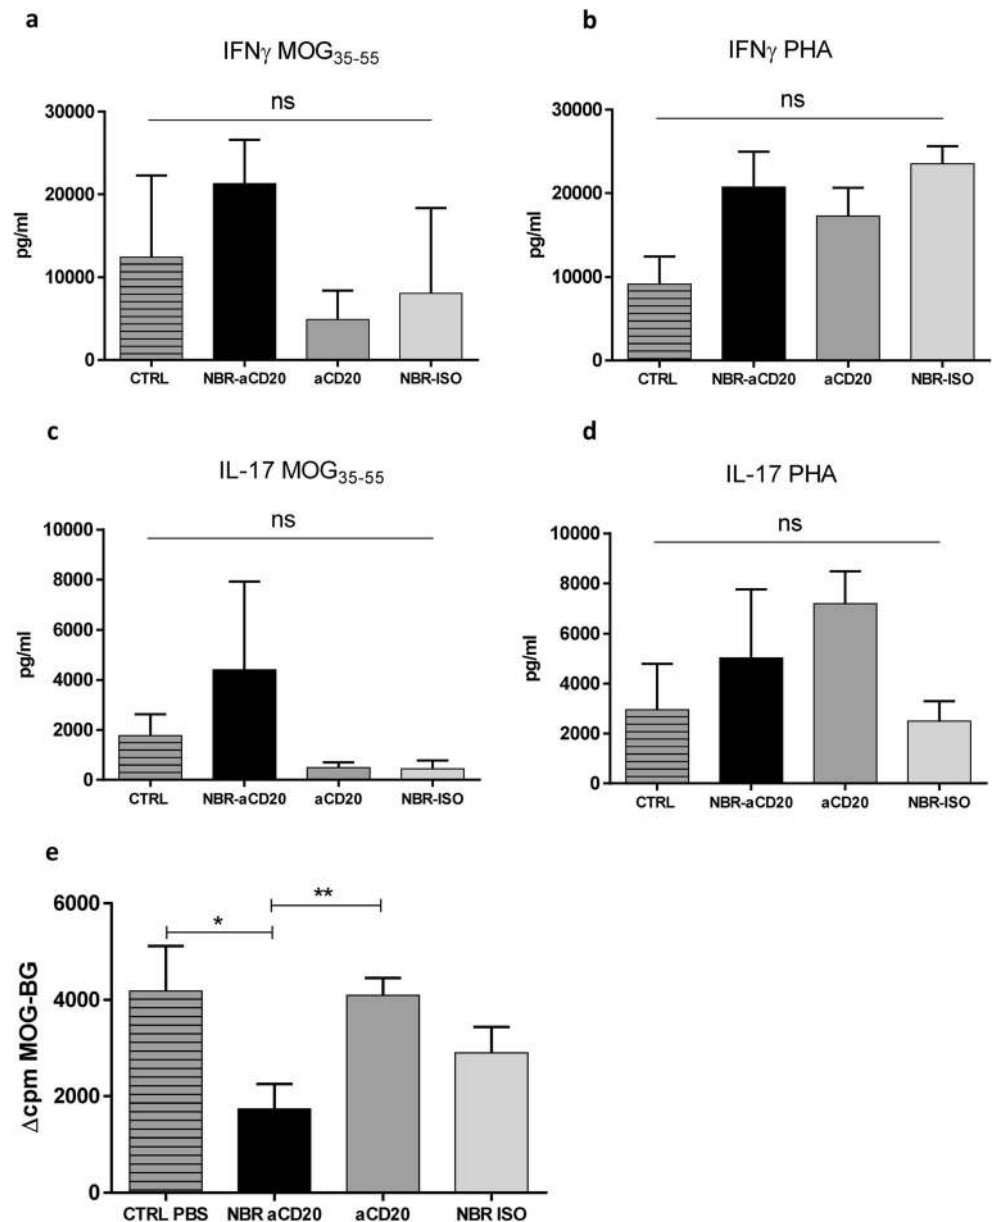 a
IFNγ MOG35-55
ns
30000
20000
10000
0
pg/ml
CTRL NBR-aCD20 aCD20 NBR-ISO
b
IFNγ PHA
ns
30000
20000
10000
0
pg/ml
CTRL NBR-aCD20 aCD20 NBR-ISO
c
IL-17 MOG35-55
ns
10000
8000
6000
4000
2000
0
pg/ml
CTRL NBR-aCD20 aCD20 NBR-ISO
d
IL-17 PHA
ns
10000
8000
6000
4000
2000
0
pg/ml
CTRL NBR-aCD20 aCD20 NBR-ISO
e
6000
4000
2000
0
Δcpm MOG-BG
*
**
CTRL PBS NBR aCD20 aCD20 NBR ISO